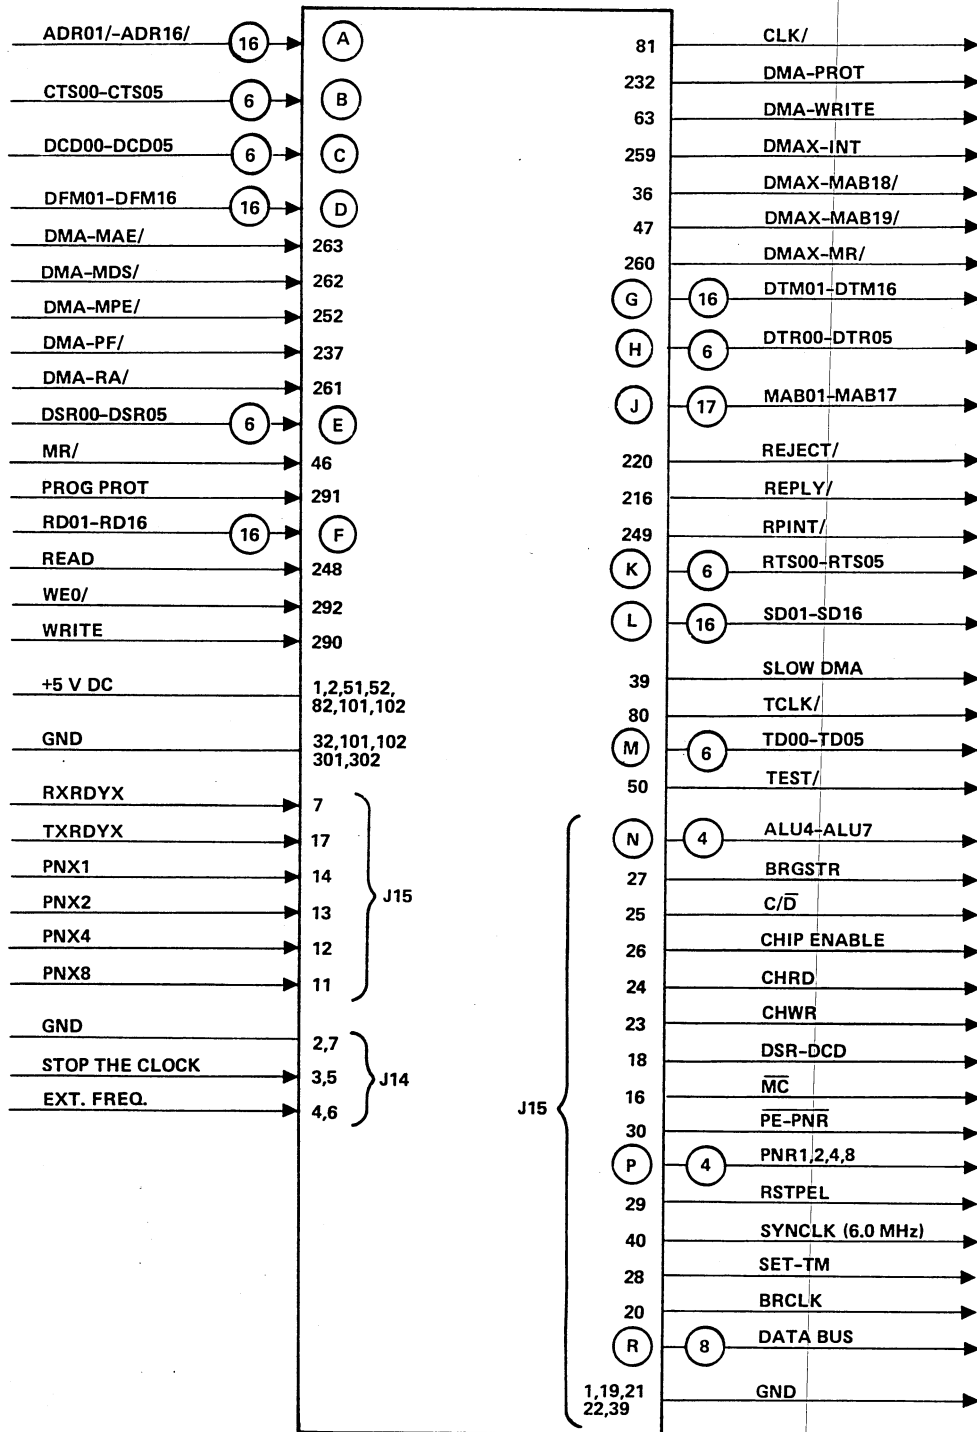 ADR01/-ADR16/ 16 A
CTS00-CTS05 6 B
DCD00-DCD05 6 C
DFM01-DFM16 16 D
DMA-MAE/ 263
DMA-MDS/ 262
DMA-MPE/ 252
DMA-PF/ 237
DMA-RA/ 261
DSR00-DSR05 6 E
MR/ 46
PROG PROT 291
RD01-RD16 16 F
READ 248
WE0/ 292
WRITE 290
+5 V DC 1,2,51,52,
82,101,102
GND 32,101,102
301,302
RXRDYX 7
TXRDYX 17
PNX1 14
J15
PNX2 13
PNX4 12
PNX8 11
GND 2,7
STOP THE CLOCK 3,5
J14
EXT. FREQ. 4,6
81 CLK/
232 DMA-PROT
63 DMA-WRITE
259 DMAX-INT
36 DMAX-MAB18/
47 DMAX-MAB19/
260 DMAX-MR/
G 16 DTM01-DTM16
H 6 DTR00-DTR05
J 17 MAB01-MAB17
220 REJECT/
216 REPLY/
249 RPINT/
K 6 RTS00-RTS05
L 16 SD01-SD16
39 SLOW DMA
80 TCLK/
M 6 TD00-TD05
50 TEST/
N 4 ALU4-ALU7
27 BRGSTR
25 C/D̅
26 CHIP ENABLE
24 CHRD
23 CHWR
18 DSR-DCD
J15
16 M̅C̅
30 P̅E̅-̅P̅N̅R̅
P 4 PNR1,2,4,8
29 RSTPEL
40 SYNCLK (6.0 MHz)
28 SET-TM
20 BRCLK
R 8 DATA BUS
1,19,21
22,39 GND